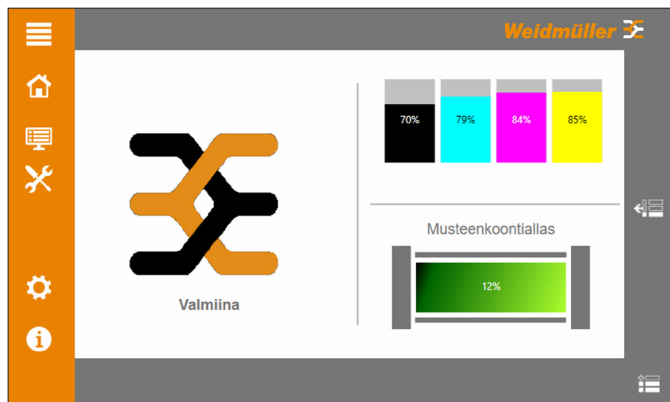 Weidmüller
70%
79%
84%
85%
Musteenkoontiallas
12%
Valmiina